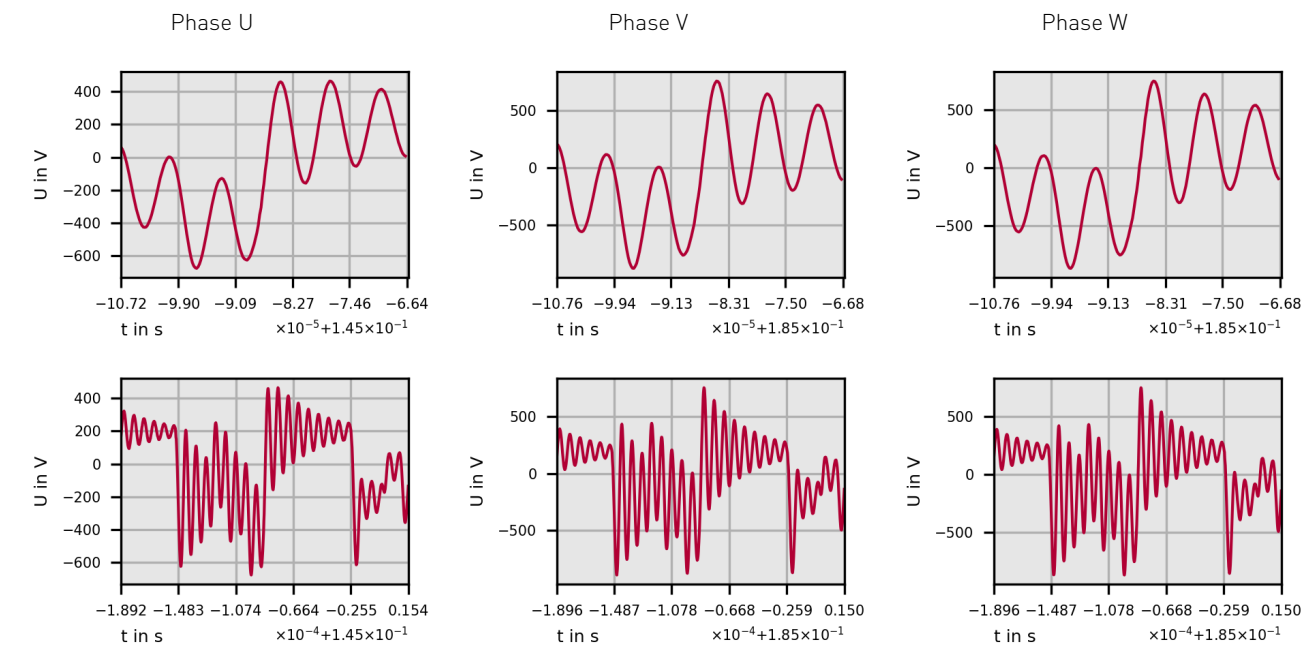 Phase U Phase V Phase W
400
200
0
−200
−400
−600
U in V
−10.72 −9.90 −9.09 −8.27 −7.46 −6.64
t in s ×10⁻⁵+1.45×10⁻¹
500
0
−500
U in V
−10.76 −9.94 −9.13 −8.31 −7.50 −6.68
t in s ×10⁻⁵+1.85×10⁻¹
500
0
−500
U in V
−10.76 −9.94 −9.13 −8.31 −7.50 −6.68
t in s ×10⁻⁵+1.85×10⁻¹
400
200
0
−200
−400
−600
U in V
−1.892 −1.483 −1.074 −0.664 −0.255 0.154
t in s ×10⁻⁴+1.45×10⁻¹
500
0
−500
U in V
−1.896 −1.487 −1.078 −0.668 −0.259 0.150
t in s ×10⁻⁴+1.85×10⁻¹
500
0
−500
U in V
−1.896 −1.487 −1.078 −0.668 −0.259 0.150
t in s ×10⁻⁴+1.85×10⁻¹